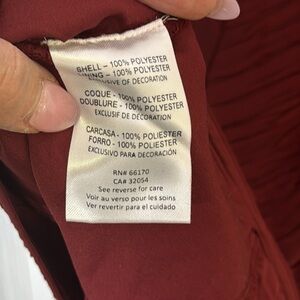 SHELL - 100% POLYESTER
LINING - 100% POLYESTER
EXCLUSIVE OF DECORATION
COQUE - 100% POLYESTER
DOUBLURE - 100% POLYESTER
EXCLUSIF DE DÉCORATION
CARCASA - 100% POLIESTER
FORRO - 100% POLIESTER
EXCLUSIVO PARA DECORACIÓN
RN# 66170
CA# 32054
See reverse for care
Voir au verso pour les soins
Ver revertir para el cuidado